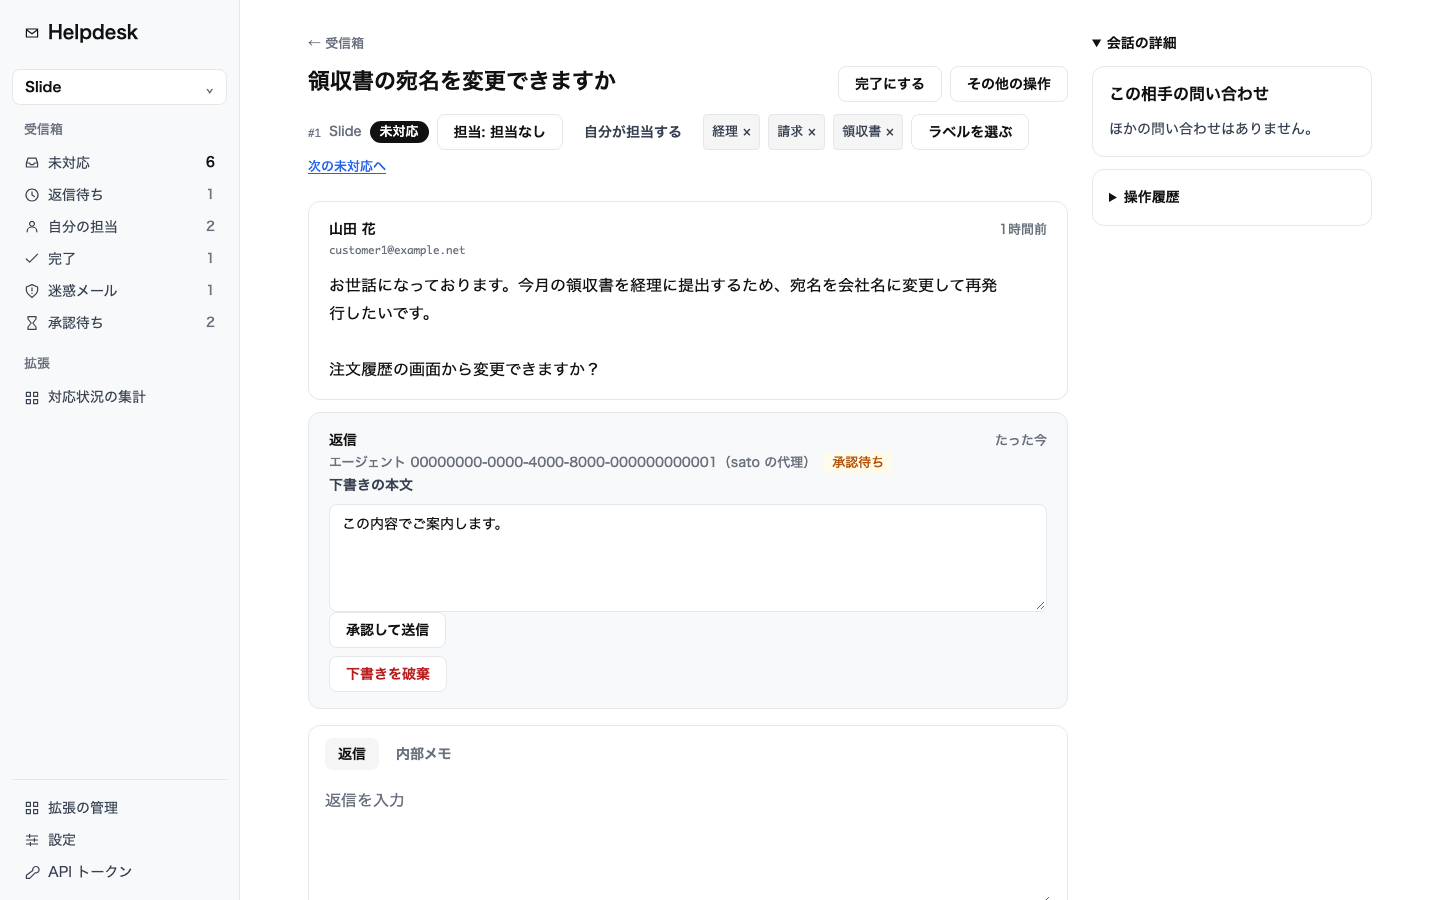 Helpdesk
Slide
受信箱
未対応 6
返信待ち 1
自分の担当 2
完了 1
迷惑メール 1
承認待ち 2
拡張
対応状況の集計
拡張の管理
設定
API トークン
← 受信箱
領収書の宛名を変更できますか
完了にする
その他の操作
#1 Slide 未対応 担当: 担当なし 自分が担当する 経理 × 請求 × 領収書 × ラベルを選ぶ
次の未対応へ
山田 花 1時間前
customer1@example.net
お世話になっております。今月の領収書を経理に提出するため、宛名を会社名に変更して再発
行したいです。
注文履歴の画面から変更できますか？
返信 たった今
エージェント 00000000-0000-4000-8000-000000000001（sato の代理） 承認待ち
下書きの本文
この内容でご案内します。
承認して送信
下書きを破棄
返信 内部メモ
返信を入力
▼ 会話の詳細
この相手の問い合わせ
ほかの問い合わせはありません。
▶ 操作履歴